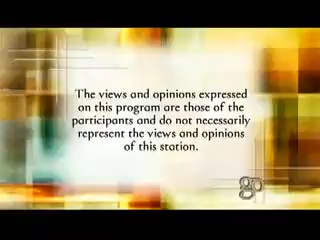 The views and opinions expressed
on this program are those of the
participants and do not necessarily
represent the views and opinions
of this station.
gp